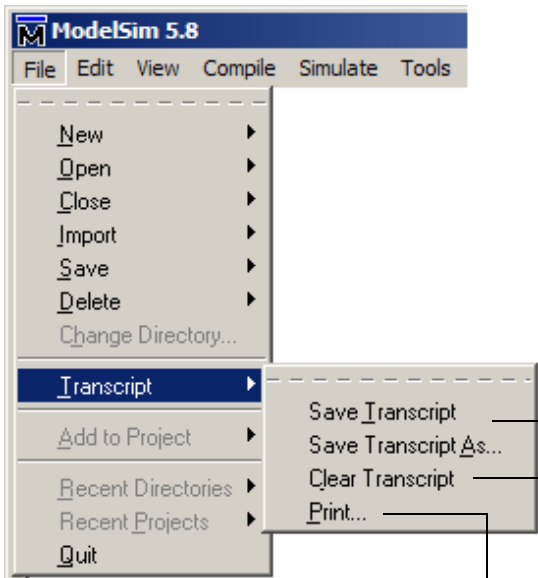 ModelSim 5.8
File Edit View Compile Simulate Tools
New
Open
Close
Import
Save
Delete
Change Directory...
Transcript
Add to Project
Recent Directories
Recent Projects
Quit
Save Transcript
Save Transcript As...
Clear Transcript
Print...